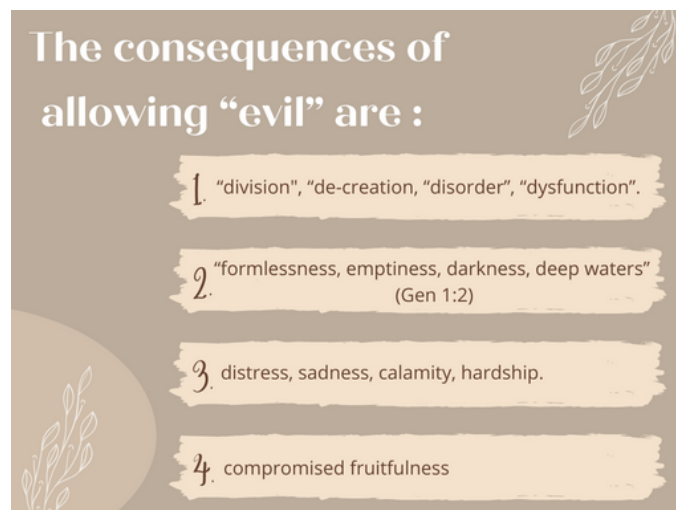 The consequences of
allowing “evil” are :
1. “division", “de-creation, “disorder”, “dysfunction”.
2. “formlessness, emptiness, darkness, deep waters”
(Gen 1:2)
3. distress, sadness, calamity, hardship.
4. compromised fruitfulness